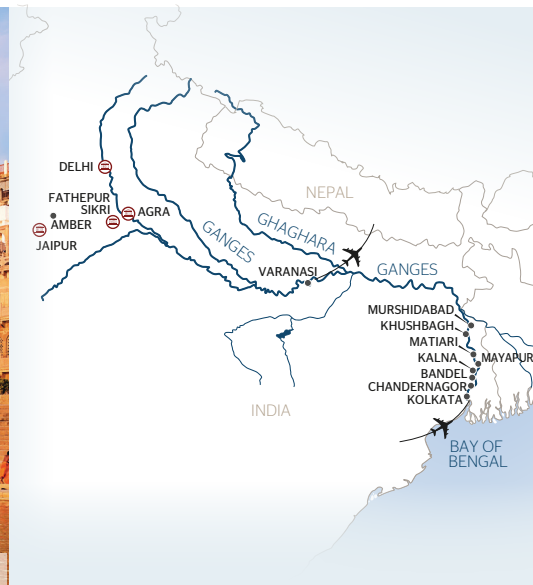 DELHI
FATHEPUR
SIKRI
AGRA
AMBER
JAIPUR
NEPAL
GANGES
GHAGHARA
VARANASI
GANGES
MURSHIDABAD
KHUSHBAGH
MATIARI
KALNA
MAYAPUR
BANDEL
CHANDERNAGOR
KOLKATA
INDIA
BAY OF
BENGAL